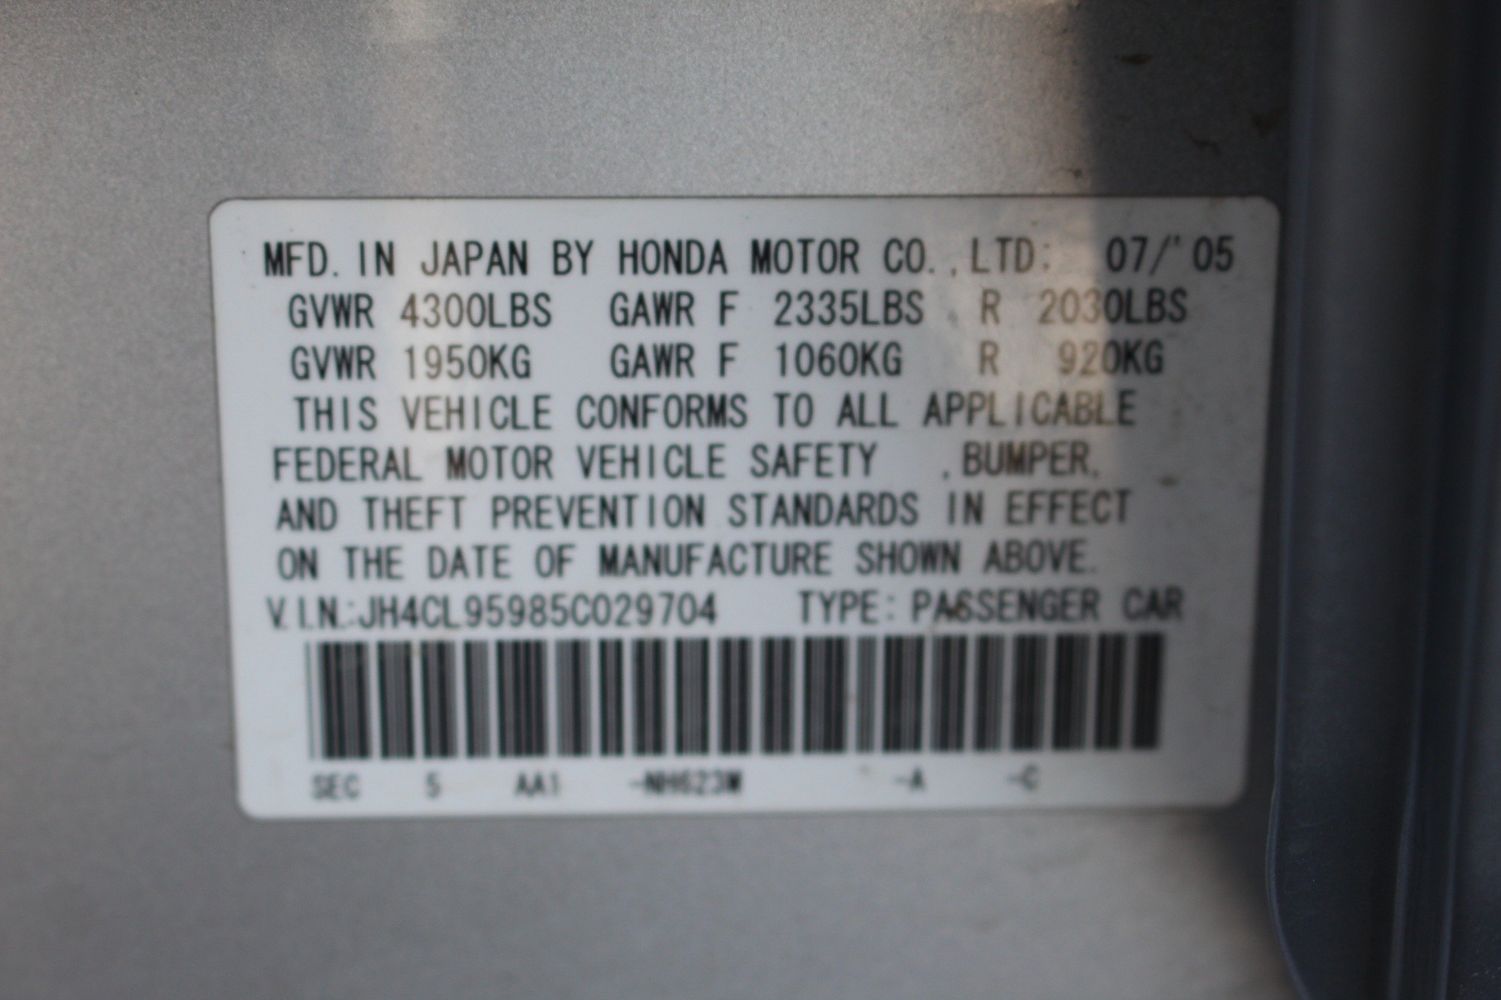 MFD. IN JAPAN BY HONDA MOTOR CO.,LTD: 07/'05
GVWR 4300LBS GAWR F 2335LBS R 2030LBS
GVWR 1950KG GAWR F 1060KG R 920KG
THIS VEHICLE CONFORMS TO ALL APPLICABLE
FEDERAL MOTOR VEHICLE SAFETY ,BUMPER,
AND THEFT PREVENTION STANDARDS IN EFFECT
ON THE DATE OF MANUFACTURE SHOWN ABOVE.
V.I.N.:JH4CL95985C029704 TYPE: PASSENGER CAR
SEC 5 AA1 -NH623M -A -C